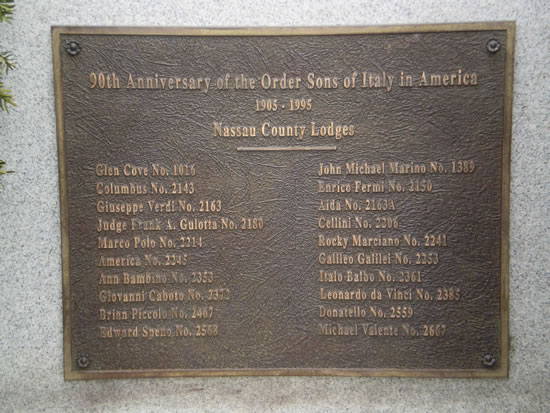 90th Anniversary of the Order Sons of Italy in America
1905 - 1995
Nassau County Lodges
Glen Cove No. 1016
Columbus No. 2143
Giuseppe Verdi No. 2163
Judge Frank A. Gulotta No. 2180
Marco Polo No. 2214
America No. 2245
Ann Bambino No. 2353
Giovanni Caboto No. 2372
Brian Piccolo No. 2467
Edward Speno No. 2568
John Michael Marino No. 1389
Enrico Fermi No. 2150
Aida No. 2163A
Cellini No. 2206
Rocky Marciano No. 2241
Galileo Galilei No. 2253
Italo Balbo No. 2361
Leonardo da Vinci No. 2385
Donatello No. 2559
Michael Valente No. 2667